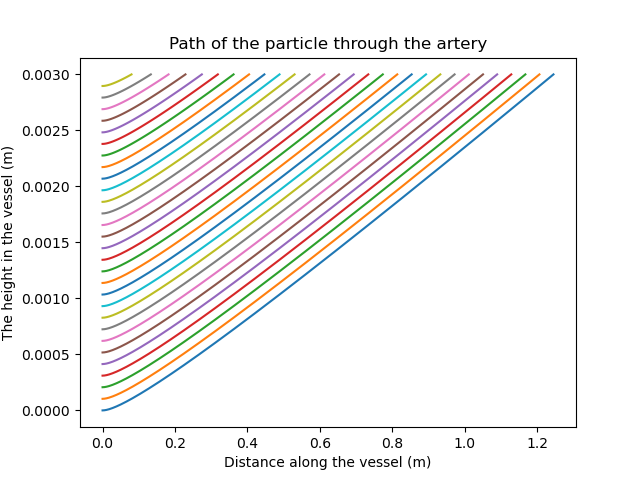 Path of the particle through the artery
The height in the vessel (m)
0.0030
0.0025
0.0020
0.0015
0.0010
0.0005
0.0000
0.0 0.2 0.4 0.6 0.8 1.0 1.2
Distance along the vessel (m)